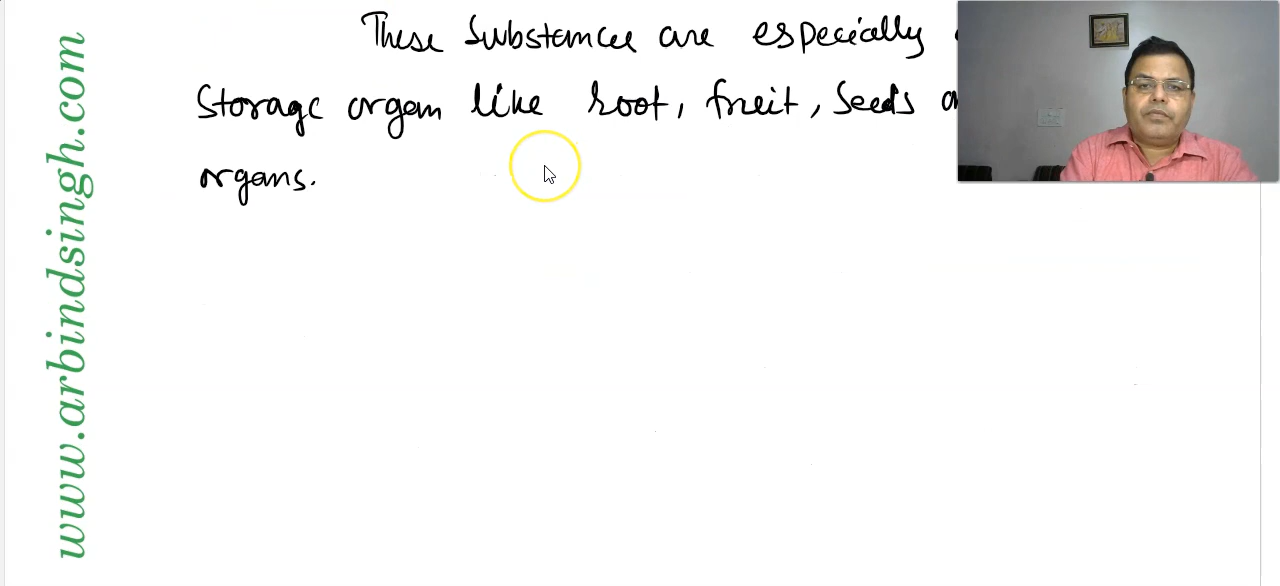 These Substances are especially
Storage organ like root, fruit, Seeds
organs.
www.arbindsingh.com